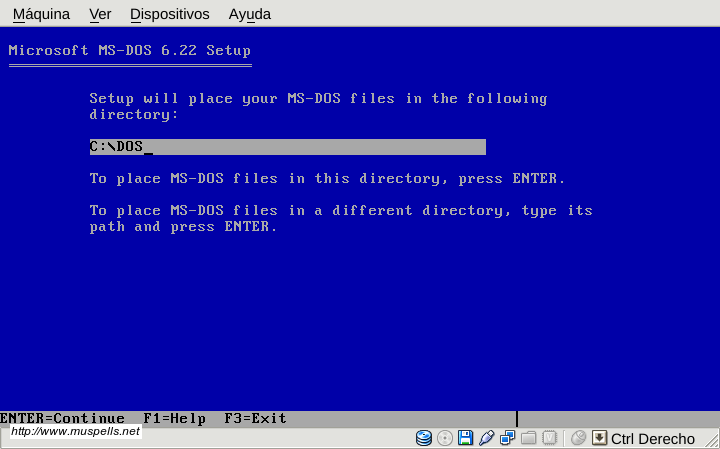 Máquina Ver Dispositivos Ayuda
Microsoft MS-DOS 6.22 Setup
Setup will place your MS-DOS files in the following
directory:
C:\DOS_
To place MS-DOS files in this directory, press ENTER.
To place MS-DOS files in a different directory, type its
path and press ENTER.
ENTER=Continue F1=Help F3=Exit
http://www.muspells.net
Ctrl Derecho